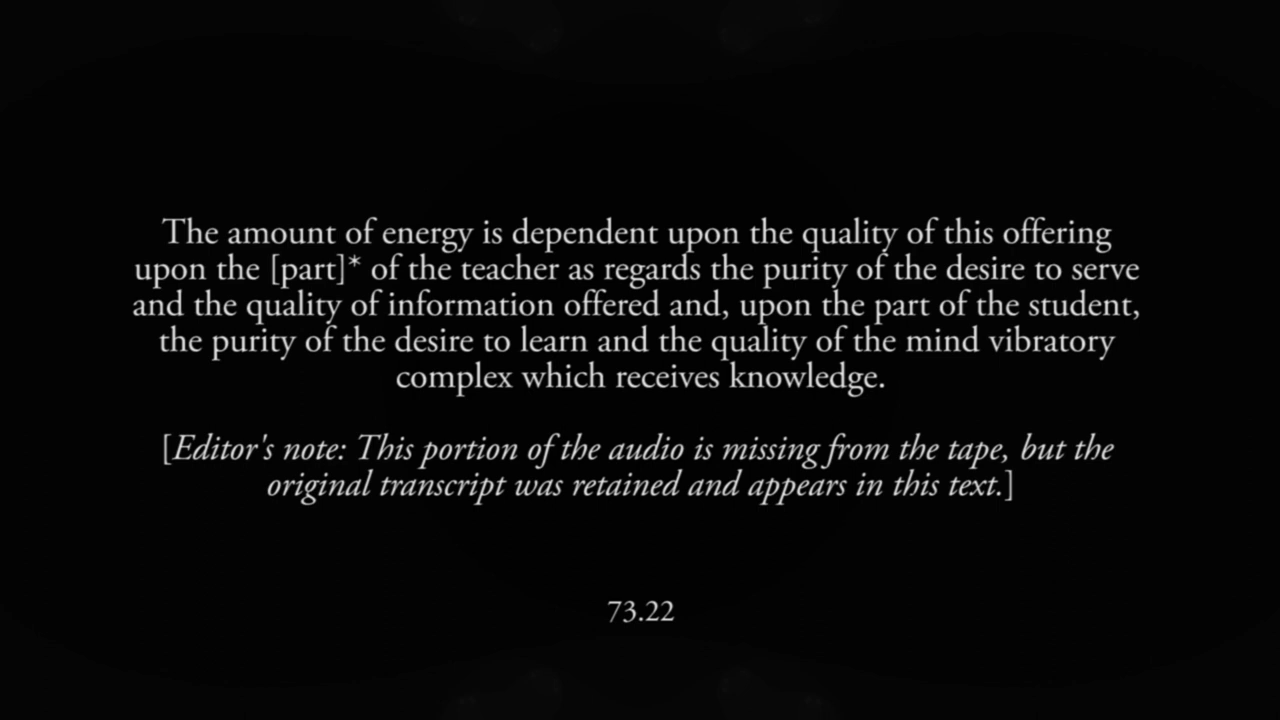 The amount of energy is dependent upon the quality of this offering
upon the [part]* of the teacher as regards the purity of the desire to serve
and the quality of information offered and, upon the part of the student,
the purity of the desire to learn and the quality of the mind vibratory
complex which receives knowledge.
[Editor's note: This portion of the audio is missing from the tape, but the
original transcript was retained and appears in this text.]
73.22